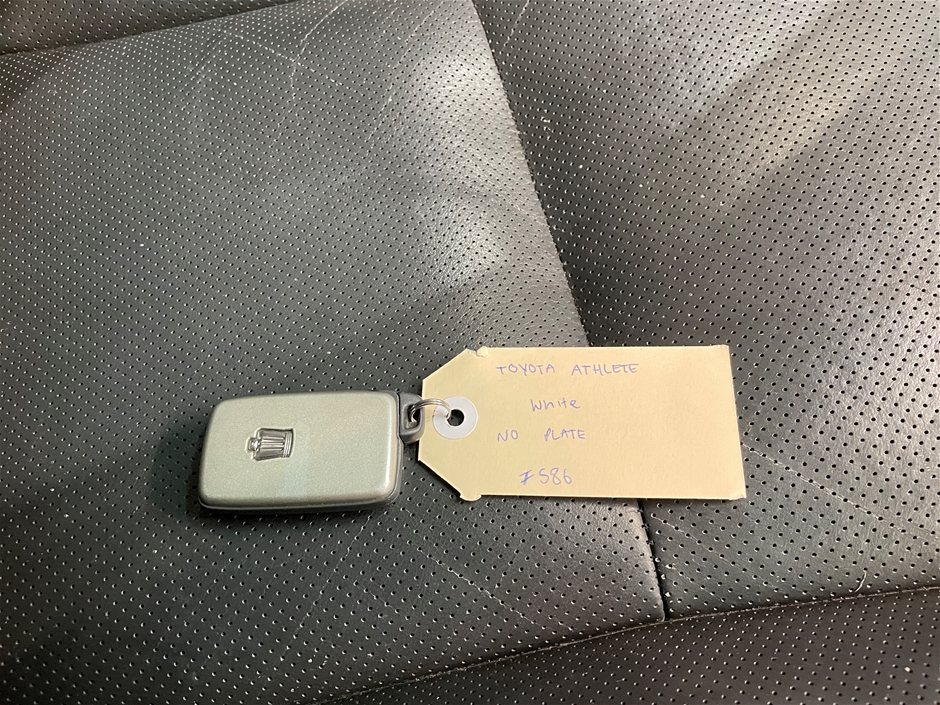 TOYOTA ATHLETE
White
NO PLATE
#586